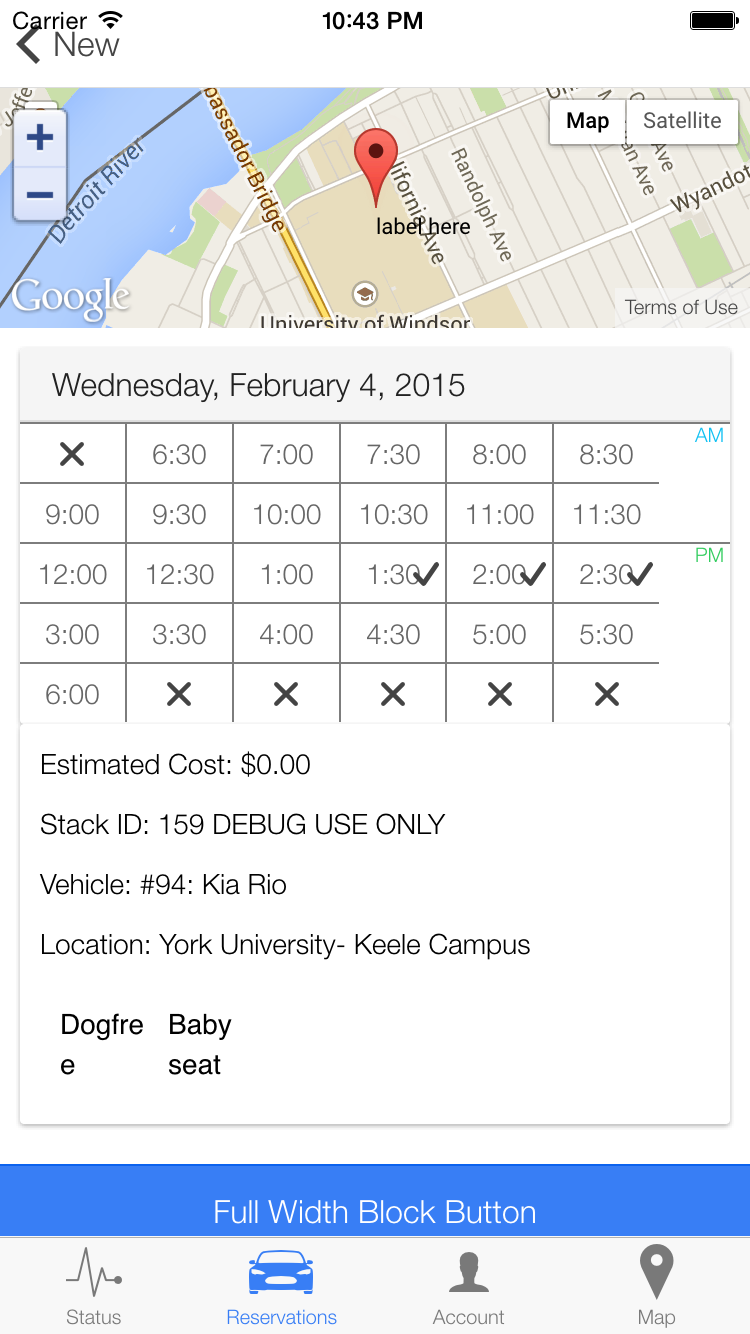 Carrier 10:43 PM
New
Map Satellite
Detroit River
bassador Bridge
Randolph Ave
Ave
an Ave
Wyandot
lifornia Ave
label here
Google
University of Windsor
Terms of Use
Wednesday, February 4, 2015
6:30 7:00 7:30 8:00 8:30 AM
9:00 9:30 10:00 10:30 11:00 11:30
12:00 12:30 1:00 1:30 2:00 2:30 PM
3:00 3:30 4:00 4:30 5:00 5:30
6:00
Estimated Cost: $0.00
Stack ID: 159 DEBUG USE ONLY
Vehicle: #94: Kia Rio
Location: York University- Keele Campus
Dogfre Baby
e seat
Full Width Block Button
Status Reservations Account Map